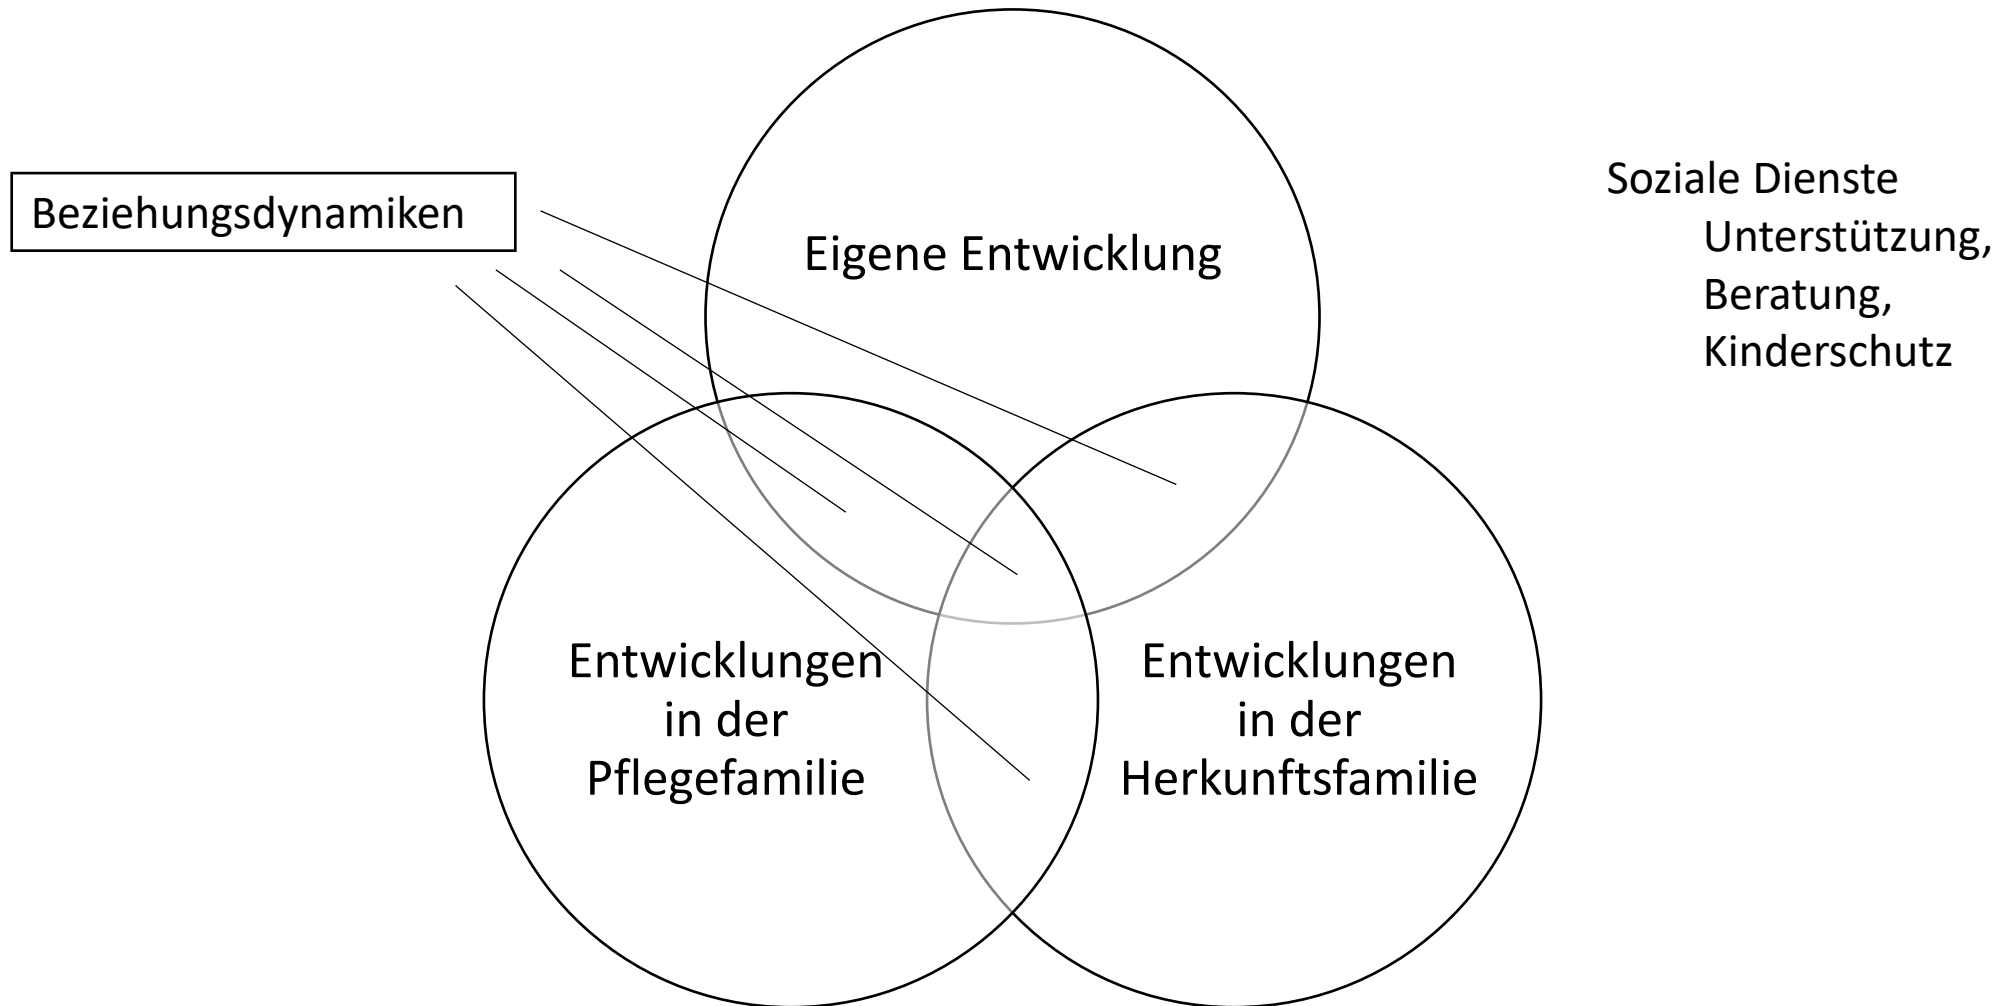 Beziehungsdynamiken
Eigene Entwicklung
Soziale Dienste
Unterstützung,
Beratung,
Kinderschutz
Entwicklungen
in der
Pflegefamilie
Entwicklungen
in der
Herkunftsfamilie